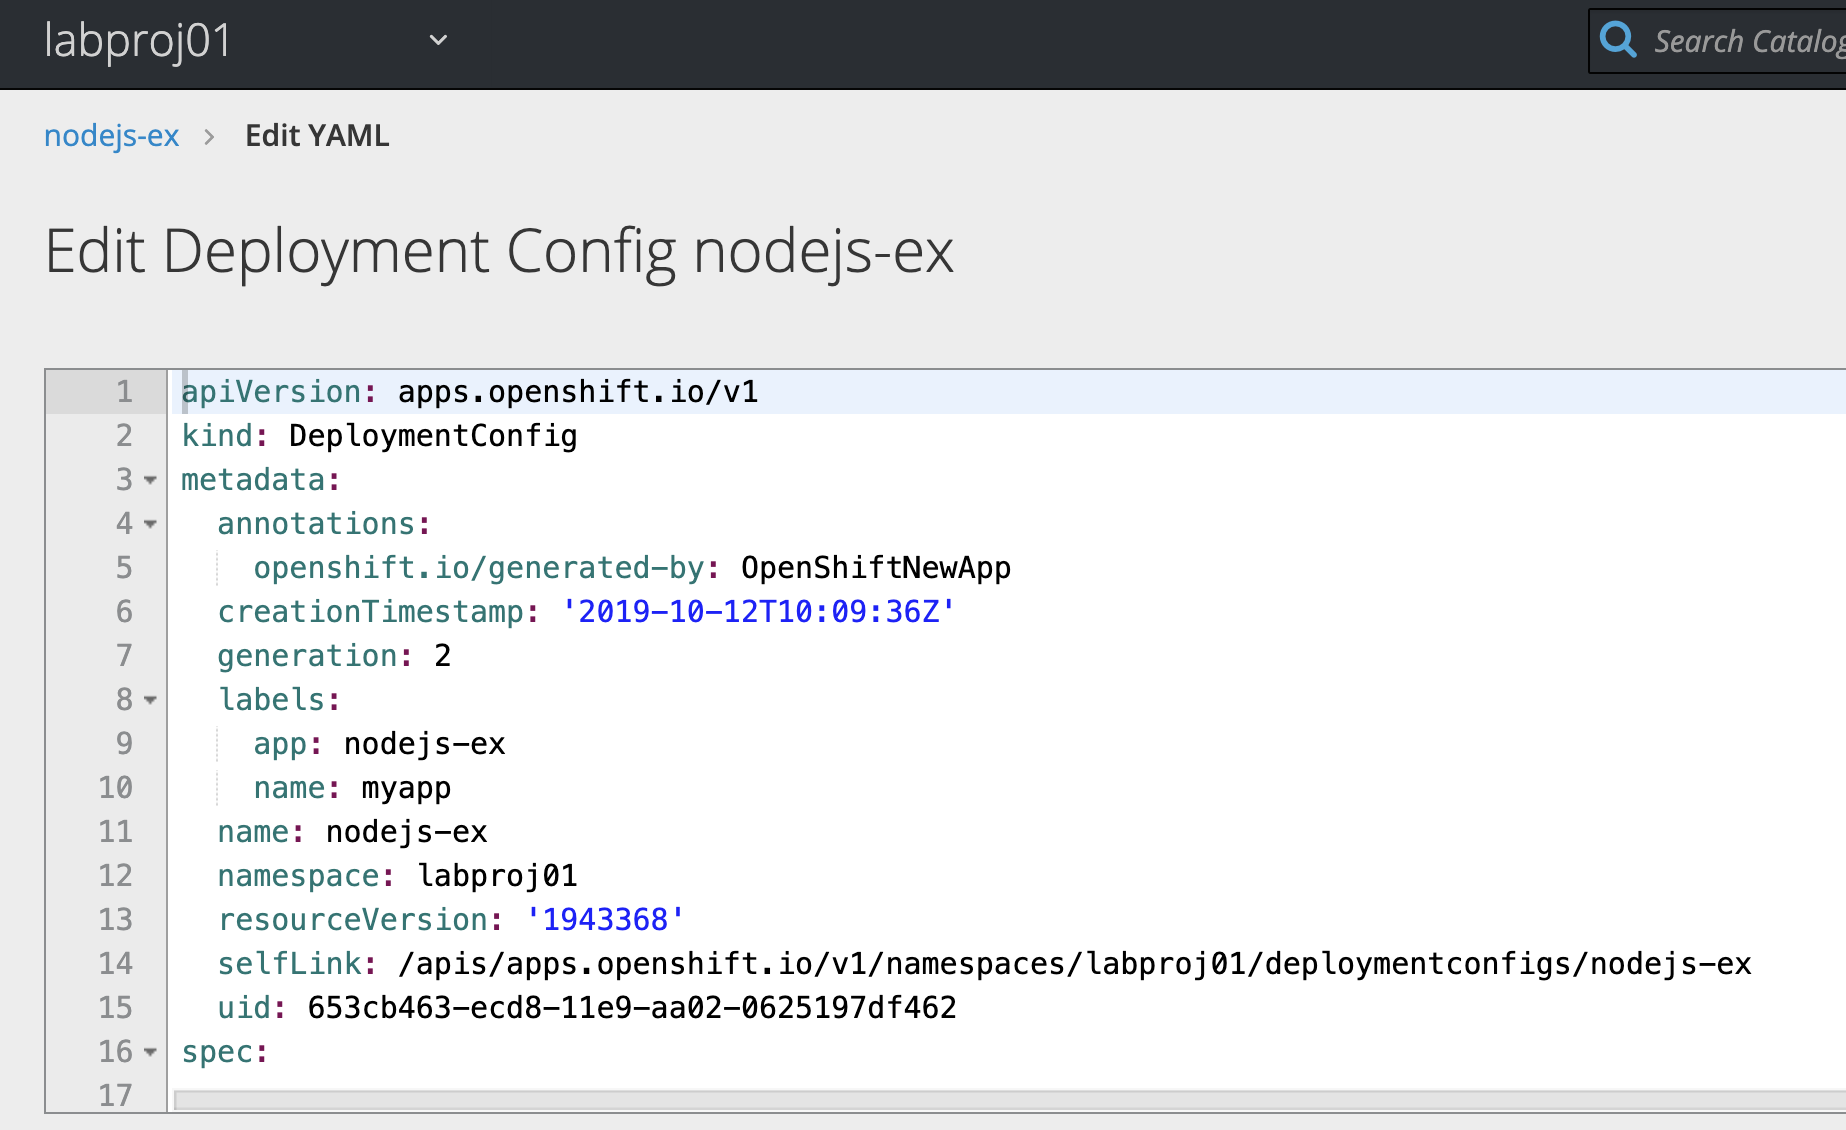 labproj01
Search Catalog
nodejs-ex > Edit YAML
Edit Deployment Config nodejs-ex
1 apiVersion: apps.openshift.io/v1
2 kind: DeploymentConfig
3 metadata:
4   annotations:
5     openshift.io/generated-by: OpenShiftNewApp
6   creationTimestamp: '2019-10-12T10:09:36Z'
7   generation: 2
8   labels:
9     app: nodejs-ex
10     name: myapp
11   name: nodejs-ex
12   namespace: labproj01
13   resourceVersion: '1943368'
14   selfLink: /apis/apps.openshift.io/v1/namespaces/labproj01/deploymentconfigs/nodejs-ex
15   uid: 653cb463-ecd8-11e9-aa02-0625197df462
16 spec:
17